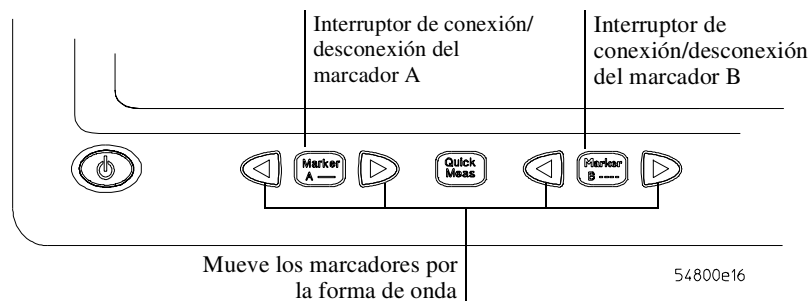 Interruptor de conexión/
desconexión del
marcador A
Interruptor de
conexión/desconexión
del marcador B
Marker
A ──
Quick
Meas
Marker
B -----
Mueve los marcadores por
la forma de onda
54800e16